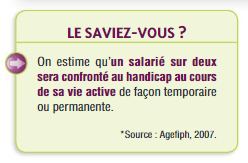 LE SAVIEZ-VOUS ?
On estime qu'un salarié sur deux
sera confronté au handicap au cours
de sa vie active de façon temporaire
ou permanente.
*Source : Agefiph, 2007.